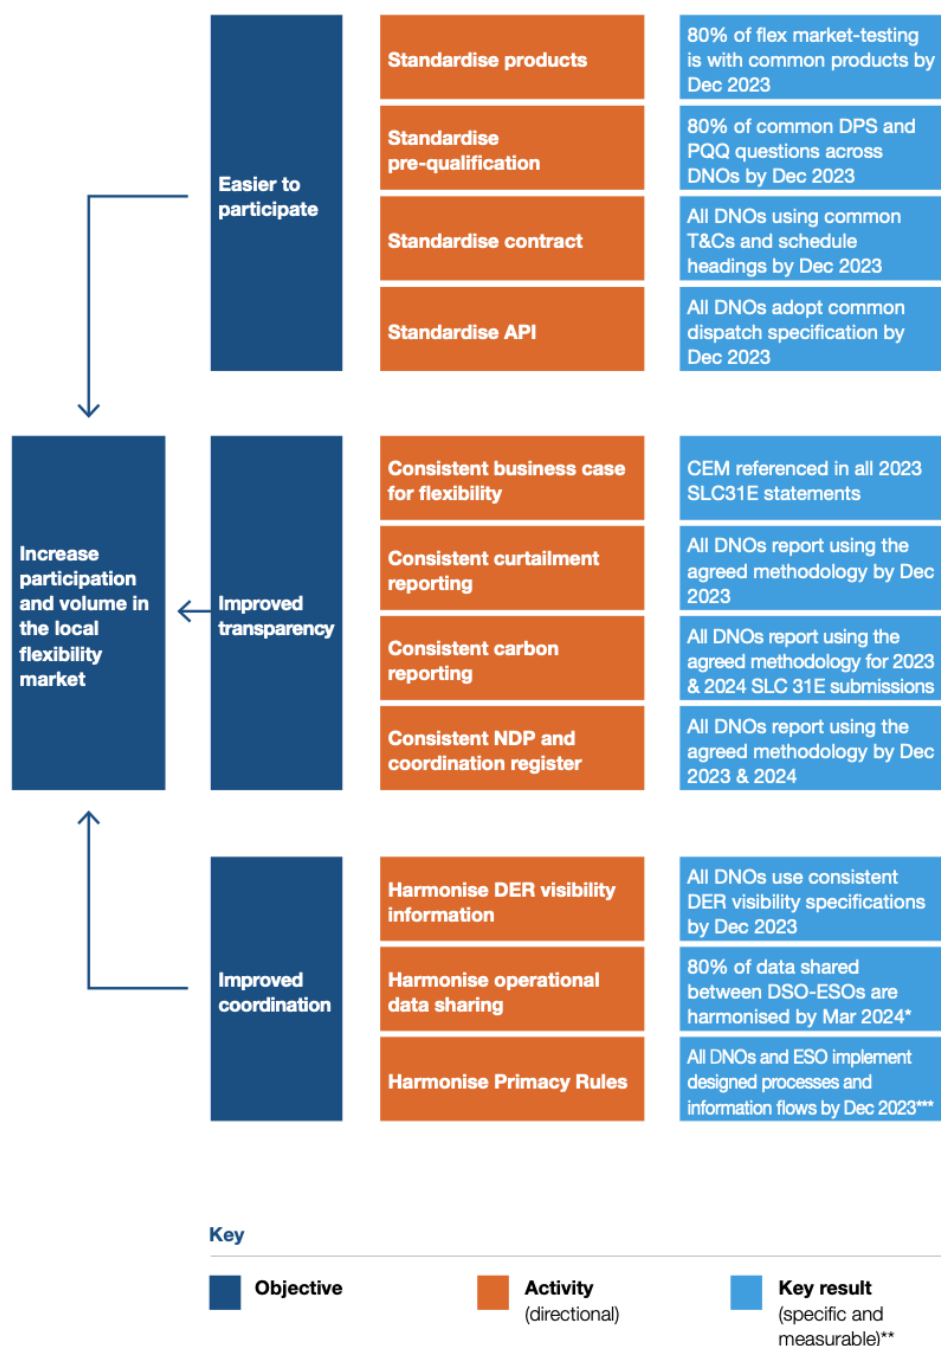 Standardise products
80% of flex market-testing
is with common products by
Dec 2023
Standardise
pre-qualification
80% of common DPS and
PQQ questions across
DNOs by Dec 2023
Easier to
participate
Standardise contract
All DNOs using common
T&Cs and schedule
headings by Dec 2023
Standardise API
All DNOs adopt common
dispatch specification by
Dec 2023
Increase
participation
and volume in
the local
flexibility
market
Improved
transparency
Consistent business case
for flexibility
CEM referenced in all 2023
SLC31E statements
Consistent curtailment
reporting
All DNOs report using the
agreed methodology by Dec
2023
Consistent carbon
reporting
All DNOs report using the
agreed methodology for 2023
& 2024 SLC 31E submissions
Consistent NDP and
coordination register
All DNOs report using the
agreed methodology by Dec
2023 & 2024
Improved
coordination
Harmonise DER visibility
information
All DNOs use consistent
DER visibility specifications
by Dec 2023
Harmonise operational
data sharing
80% of data shared
between DSO-ESOs are
harmonised by Mar 2024*
Harmonise Primacy Rules
All DNOs and ESO implement
designed processes and
information flows by Dec 2023***
Key
Objective
Activity
(directional)
Key result
(specific and
measurable)**